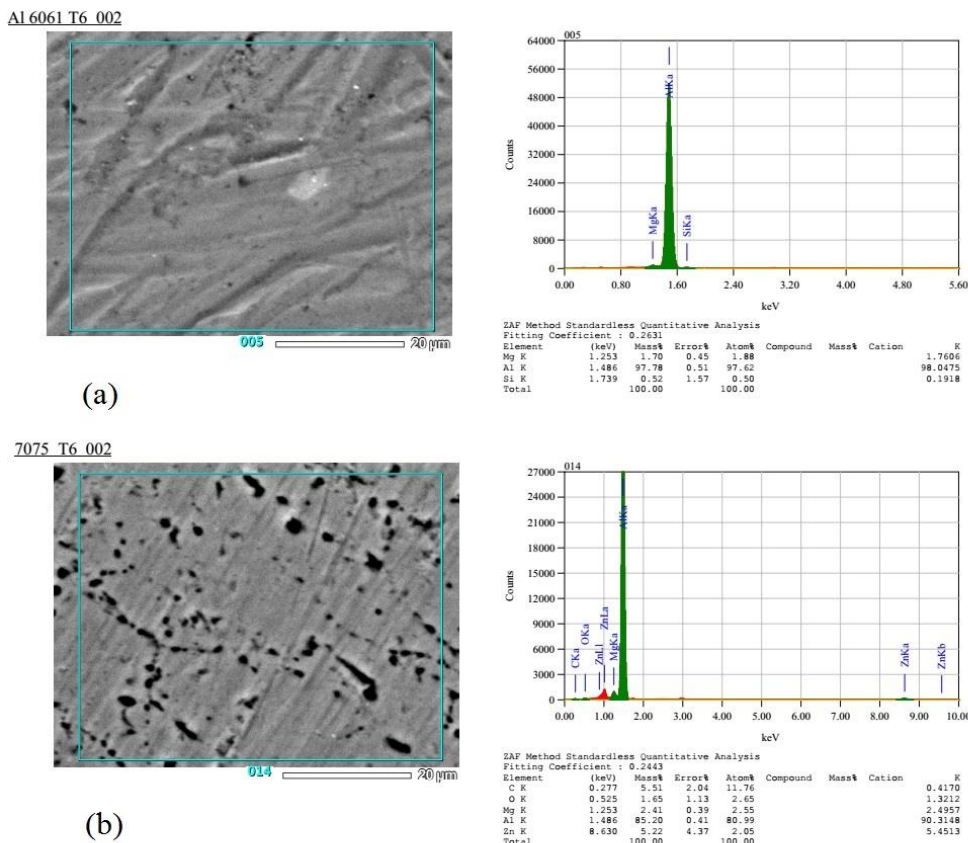 Al 6061 T6 002
005
20 µm
(a)
005
64000
56000
48000
40000
32000
24000
16000
8000
0
Counts
MgKa
AlKa
SiKa
0.00 0.80 1.60 2.40 3.20 4.00 4.80 5.60
keV
ZAF Method Standardless Quantitative Analysis
Fitting Coefficient : 0.2631
Element (keV) Mass% Error% Atom% Compound Mass% Cation K
Mg K 1.253 1.70 0.45 1.88 1.7606
Al K 1.486 97.78 0.51 97.62 98.0475
Si K 1.739 0.52 1.57 0.50 0.1918
Total 100.00 100.00
7075 T6 002
014
20 µm
(b)
014
27000
24000
21000
18000
15000
12000
9000
6000
3000
0
Counts
CKa
OKa
ZnLl
ZnLa
MgKa
AlKa
ZnKa
ZnKb
0.00 1.00 2.00 3.00 4.00 5.00 6.00 7.00 8.00 9.00 10.00
keV
ZAF Method Standardless Quantitative Analysis
Fitting Coefficient : 0.2443
Element (keV) Mass% Error% Atom% Compound Mass% Cation K
C K 0.277 5.51 2.04 11.76 0.4170
O K 0.525 1.65 1.13 2.65 1.3212
Mg K 1.253 2.41 0.39 2.55 2.4957
Al K 1.486 85.20 0.41 80.99 90.3148
Zn K 8.630 5.22 4.37 2.05 5.4513
Total 100.00 100.00